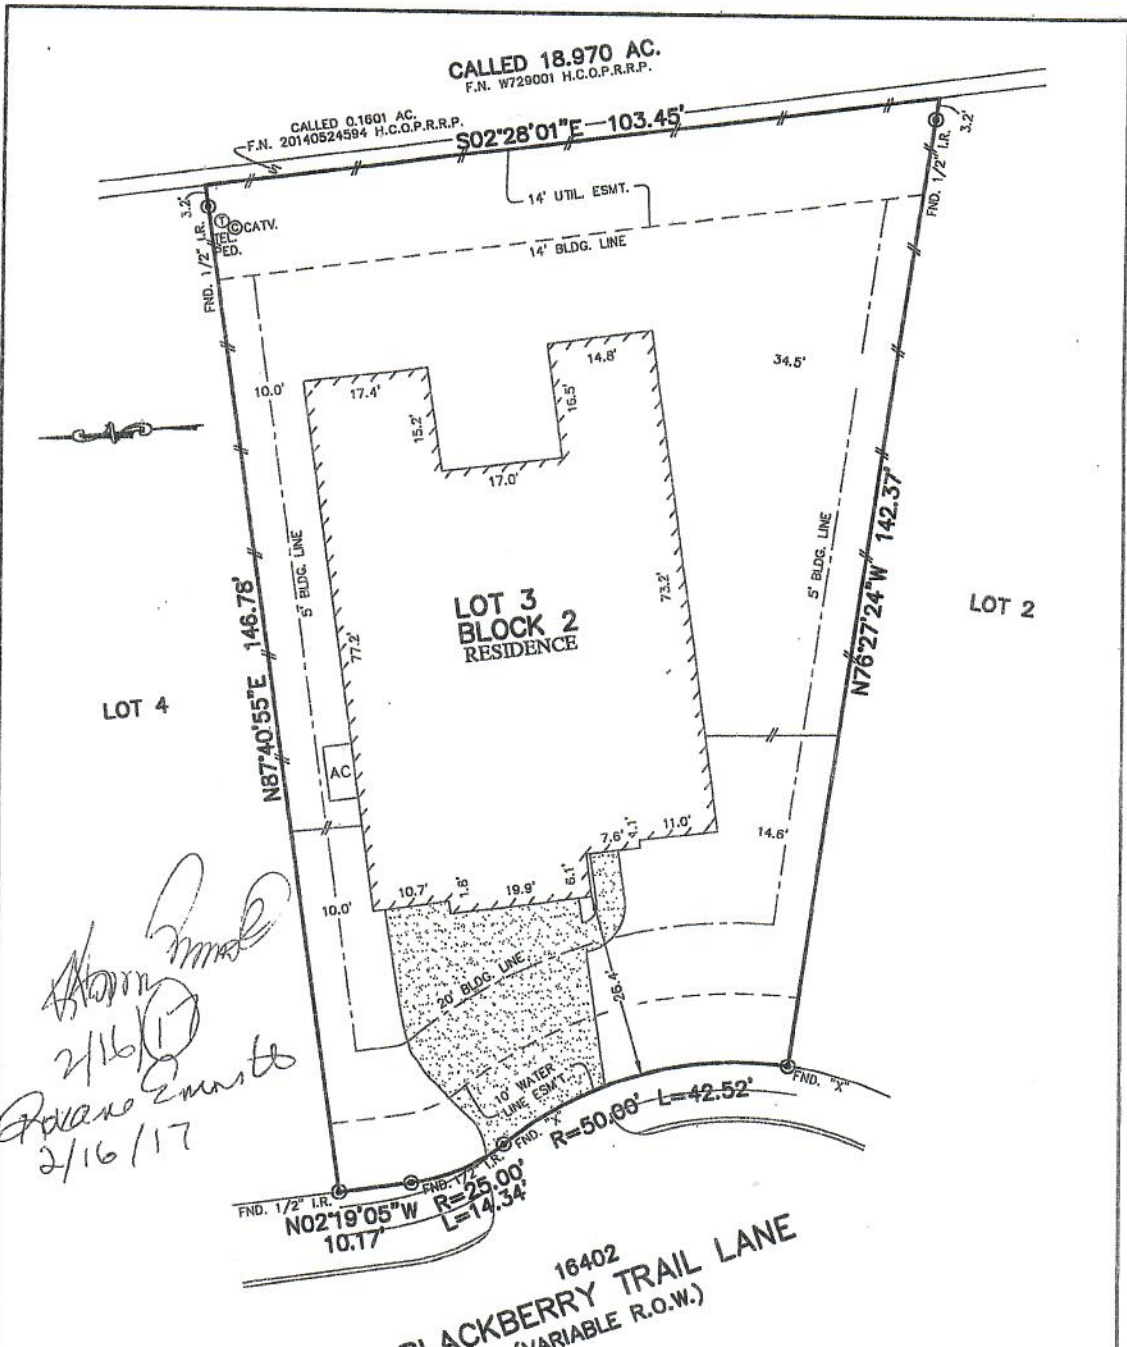 CALLED 18.970 AC.
F.N. W729001 H.C.O.P.R.R.P.
CALLED 0.1601 AC.
F.N. 20140524594 H.C.O.P.R.R.P.
S02°28'01"E 103.45'
3.2'
FND. 1/2" I.R.
3.2'
FND. 1/2" I.R.
T
TEL.
PED.
C CATV.
14' UTIL. ESMT.
14' BLDG. LINE
10.0'
17.4'
15.2'
17.0'
16.5'
14.8'
34.5'
5' BLDG. LINE
5' BLDG. LINE
N87°40'55"E 146.78'
N76°27'24"W 142.37'
77.2'
73.2'
LOT 3
BLOCK 2
RESIDENCE
LOT 2
LOT 4
AC
10.0'
10.7'
1.6'
19.9'
6.1'
7.6'
4.1'
11.0'
14.6'
20' BLDG. LINE
26.4'
10' WATER
LINE ESM'T.
2/16/17
2/16/17
FND. 1/2" I.R.
N02°19'05"W
10.17'
FND. 1/2" I.R.
R=25.00'
L=14.34'
FND. "X"
R=50.00' L=42.52'
FND. "X"
16402
BLACKBERRY TRAIL LANE
(VARIABLE R.O.W.)